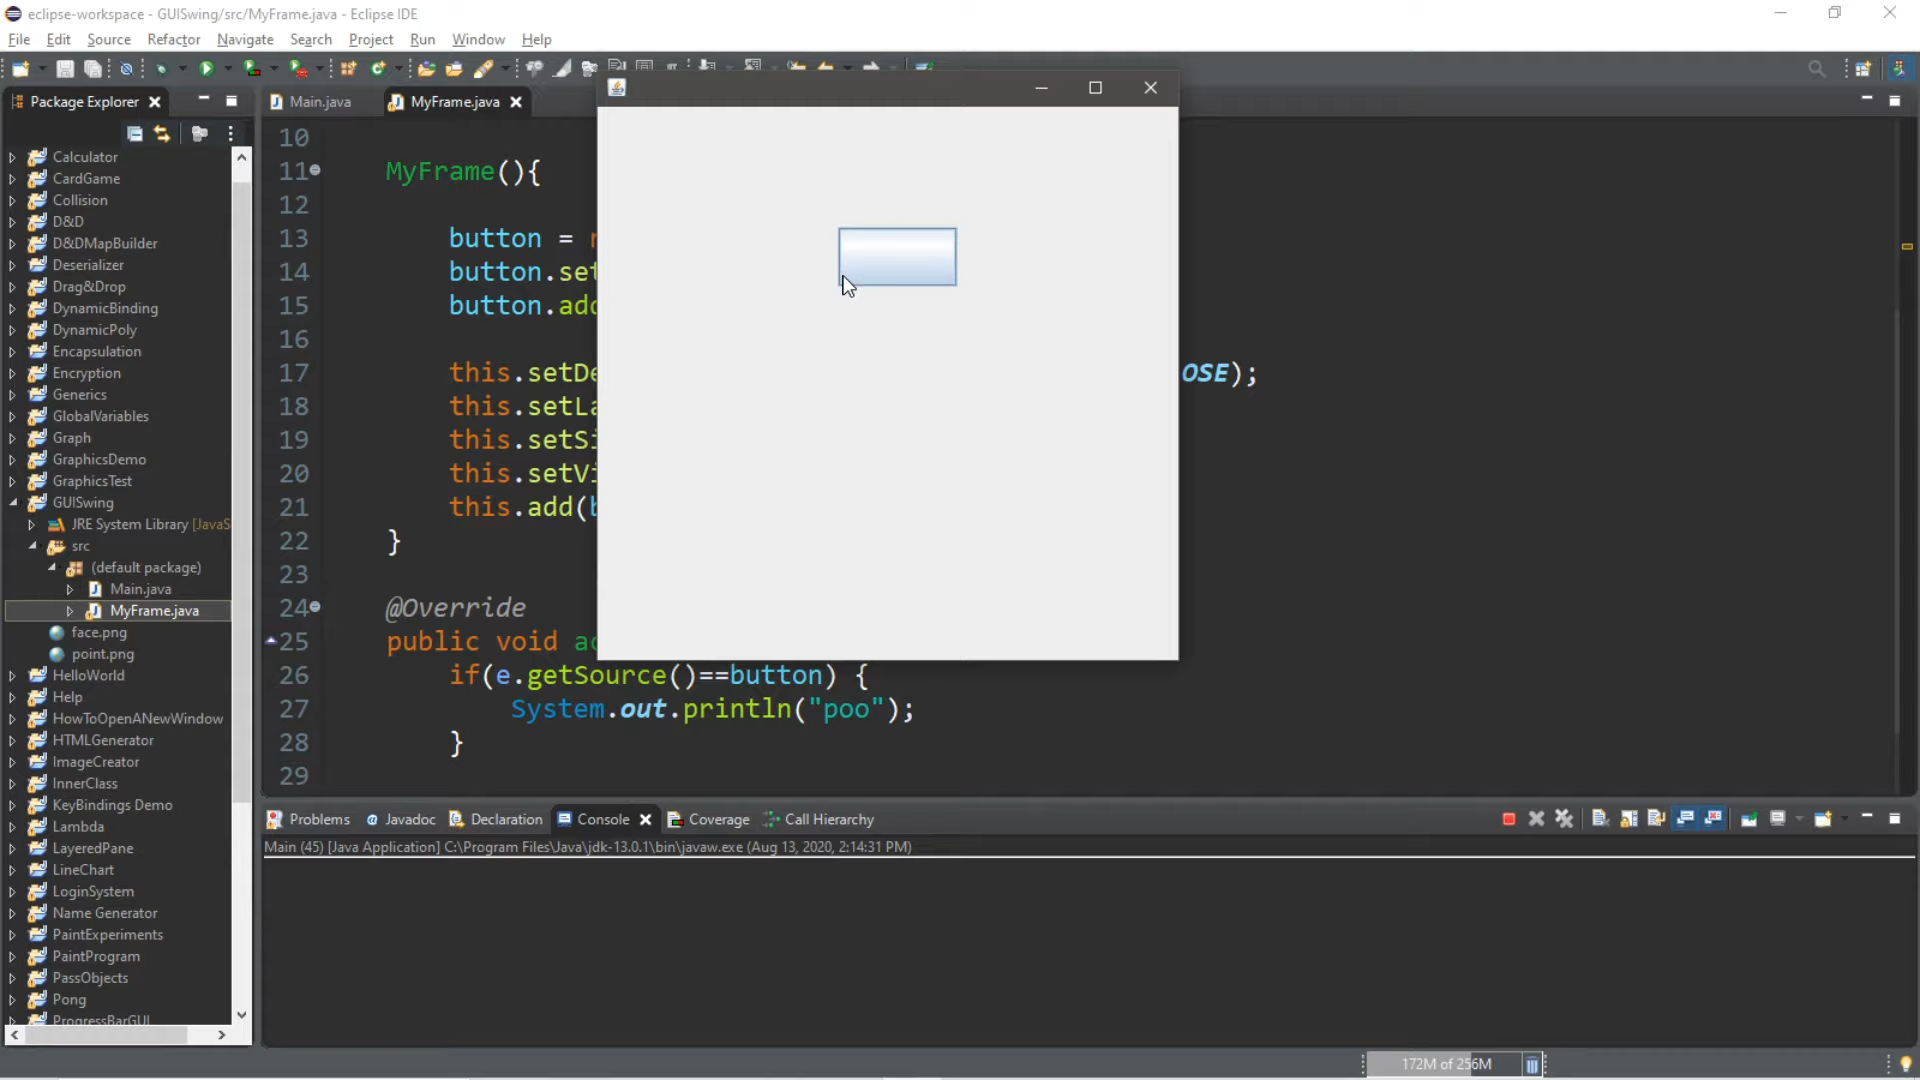 eclipse-workspace - GUISwing/src/MyFrame.java - Eclipse IDE
File Edit Source Refactor Navigate Search Project Run Window Help
Package Explorer
Main.java
MyFrame.java
Calculator
CardGame
Collision
D&D
D&DMapBuilder
Deserializer
Drag&Drop
DynamicBinding
DynamicPoly
Encapsulation
Encryption
Generics
GlobalVariables
Graph
GraphicsDemo
GraphicsTest
GUISwing
JRE System Library [JavaS
src
(default package)
Main.java
MyFrame.java
face.png
point.png
HelloWorld
Help
HowToOpenANewWindow
HTMLGenerator
ImageCreator
InnerClass
KeyBindings Demo
Lambda
LayeredPane
LineChart
LoginSystem
Name Generator
PaintExperiments
PaintProgram
PassObjects
Pong
ProgressBarGUI
10
11 MyFrame(){
12
13 button =
14 button.set
15 button.add
16
17 this.setDe OSE);
18 this.setLa
19 this.setSi
20 this.setVi
21 this.add(b
22 }
23
24 @Override
25 public void ac
26 if(e.getSource()==button) {
27 System.out.println("poo");
28 }
29
Problems Javadoc Declaration Console Coverage Call Hierarchy
Main (45) [Java Application] C:\Program Files\Java\jdk-13.0.1\bin\javaw.exe (Aug 13, 2020, 2:14:31 PM)
172M of 256M